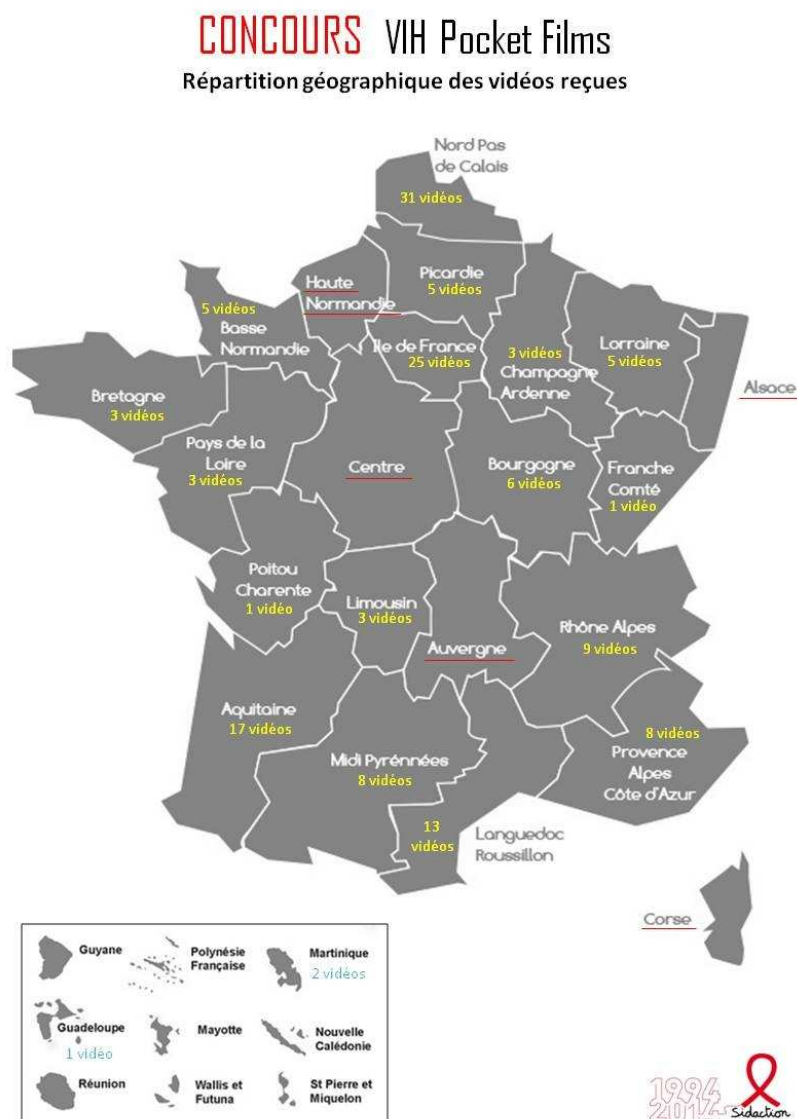 CONCOURS VIH Pocket Films
Répartition géographique des vidéos reçues
Nord Pas
de Calais
31 vidéos
Picardie
5 vidéos
Haute
Normandie
5 vidéos
Basse
Normandie
Ile de France
25 vidéos
3 vidéos
Champagne
Ardenne
Lorraine
5 vidéos
Alsace
Bretagne
3 vidéos
Pays de la
Loire
3 vidéos
Centre
Bourgogne
6 vidéos
Franche
Comté
1 vidéo
Poitou
Charente
1 vidéo
Limousin
3 vidéos
Auvergne
Rhône Alpes
9 vidéos
Aquitaine
17 vidéos
Midi Pyrénnées
8 vidéos
8 vidéos
Provence
Alpes
Côte d'Azur
13
vidéos
Languedoc
Roussillon
Corse
Guyane
Polynésie
Française
Martinique
2 vidéos
Guadeloupe
1 vidéo
Mayotte
Nouvelle
Calédonie
Réunion
Wallis et
Futuna
St Pierre et
Miquelon
1994
2014
Sidaction